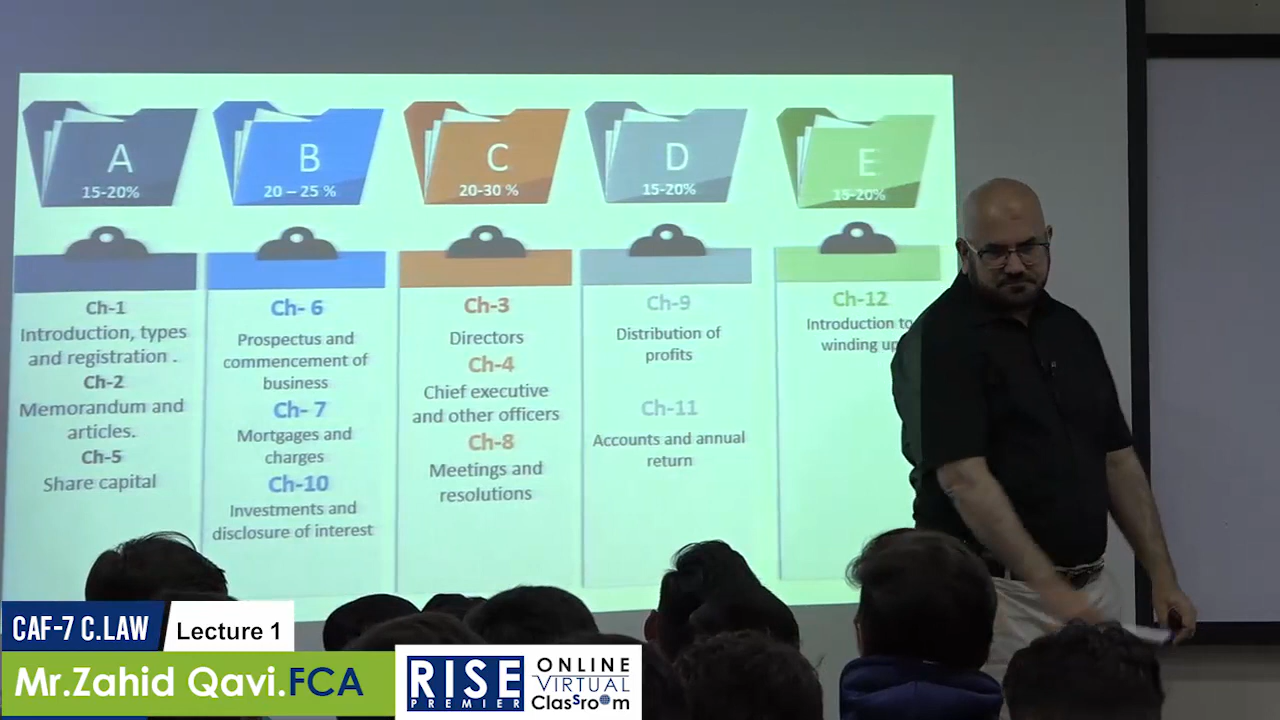 A
15-20%
Ch-1
Introduction, types
and registration .
Ch-2
Memorandum and
articles.
Ch-5
Share capital
B
20 – 25 %
Ch- 6
Prospectus and
commencement of
business
Ch- 7
Mortgages and
charges
Ch-10
Investments and
disclosure of interest
C
20-30 %
Ch-3
Directors
Ch-4
Chief executive
and other officers
Ch-8
Meetings and
resolutions
D
15-20%
Ch-9
Distribution of
profits
Ch-11
Accounts and annual
return
E
15-20%
Ch-12
Introduction to
winding up
CAF-7 C.LAW
Lecture 1
Mr.Zahid Qavi.FCA
RISE
PREMIER
ONLINE
VIRTUAL
ClasSroom